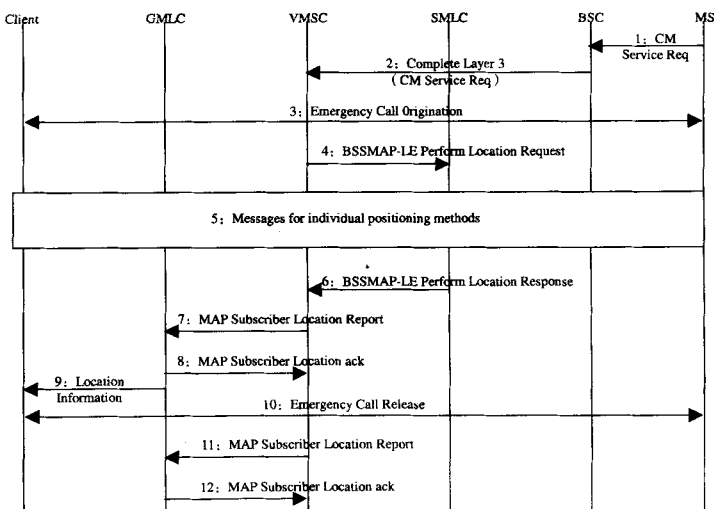 Client GMLC VMSC SMLC BSC MS
1: CM
Service Req
2: Complete Layer 3
( CM Service Req )
3: Emergency Call Origination
4: BSSMAP-LE Perform Location Request
5: Messages for individual positioning methods
6: BSSMAP-LE Perform Location Response
7: MAP Subscriber Location Report
8: MAP Subscriber Location ack
9: Location
Information
10: Emergency Call Release
11: MAP Subscriber Location Report
12: MAP Subscriber Location ack